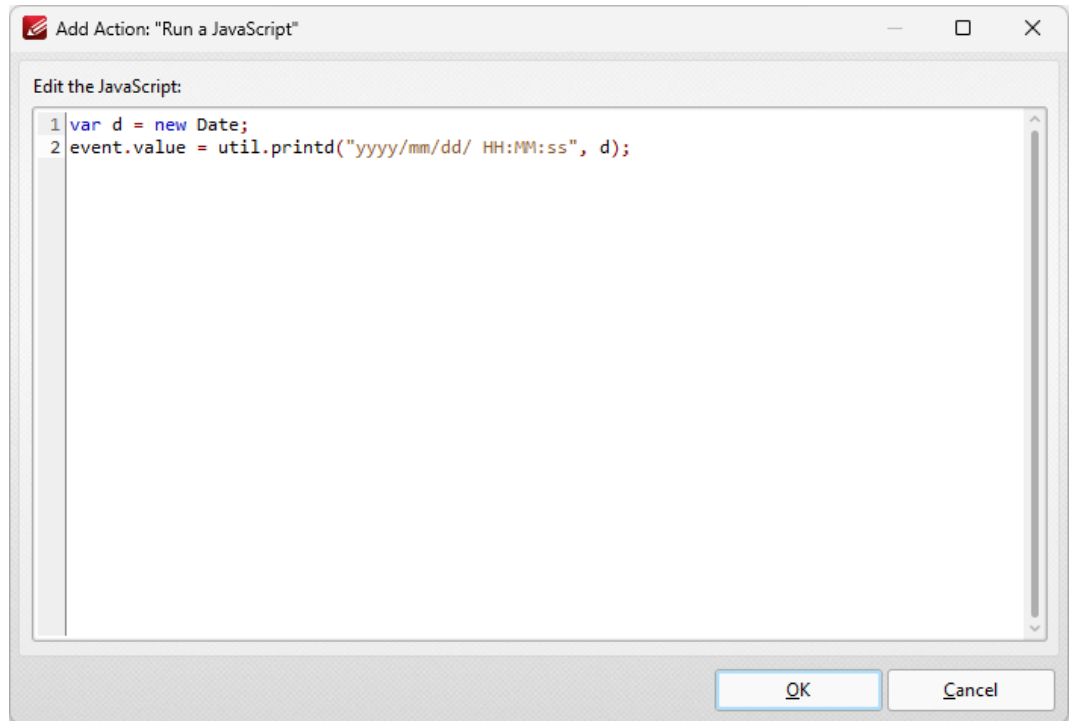 Add Action: "Run a JavaScript"
Edit the JavaScript:
1 var d = new Date;
2 event.value = util.printd("yyyy/mm/dd/ HH:MM:ss", d);
OK Cancel